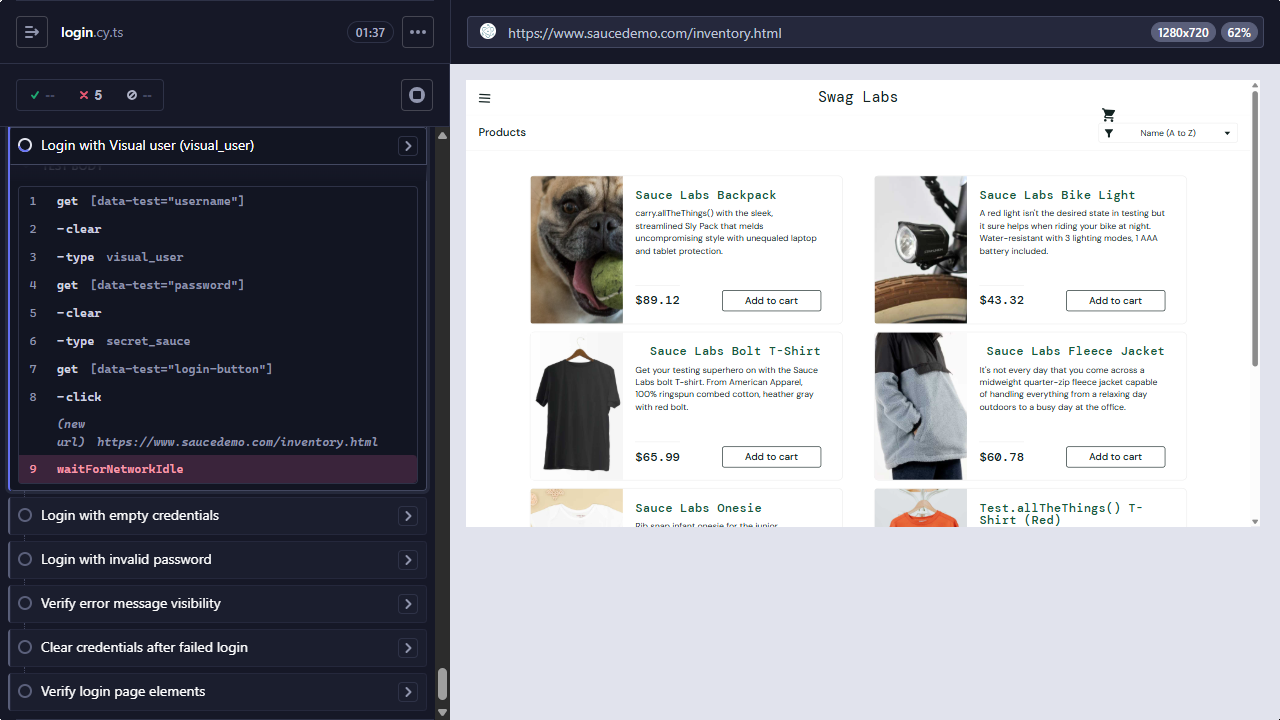 login.cy.ts
01:37
--
5
--
Login with Visual user (visual_user)
TEST BODY
1 get [data-test="username"]
2 -clear
3 -type visual_user
4 get [data-test="password"]
5 -clear
6 -type secret_sauce
7 get [data-test="login-button"]
8 -click
(new
url) https://www.saucedemo.com/inventory.html
9 waitForNetworkIdle
Login with empty credentials
Login with invalid password
Verify error message visibility
Clear credentials after failed login
Verify login page elements
https://www.saucedemo.com/inventory.html
1280x720
62%
Swag Labs
Products
Name (A to Z)
Sauce Labs Backpack
carry.allTheThings() with the sleek,
streamlined Sly Pack that melds
uncompromising style with unequaled laptop
and tablet protection.
$89.12
Add to cart
Sauce Labs Bike Light
A red light isn't the desired state in testing but
it sure helps when riding your bike at night.
Water-resistant with 3 lighting modes, 1 AAA
battery included.
$43.32
Add to cart
Sauce Labs Bolt T-Shirt
Get your testing superhero on with the Sauce
Labs bolt T-shirt. From American Apparel,
100% ringspun combed cotton, heather gray
with red bolt.
$65.99
Add to cart
Sauce Labs Fleece Jacket
It's not every day that you come across a
midweight quarter-zip fleece jacket capable
of handling everything from a relaxing day
outdoors to a busy day at the office.
$60.78
Add to cart
Sauce Labs Onesie
Rib snap infant onesie for the junior
Test.allTheThings() T-
Shirt (Red)